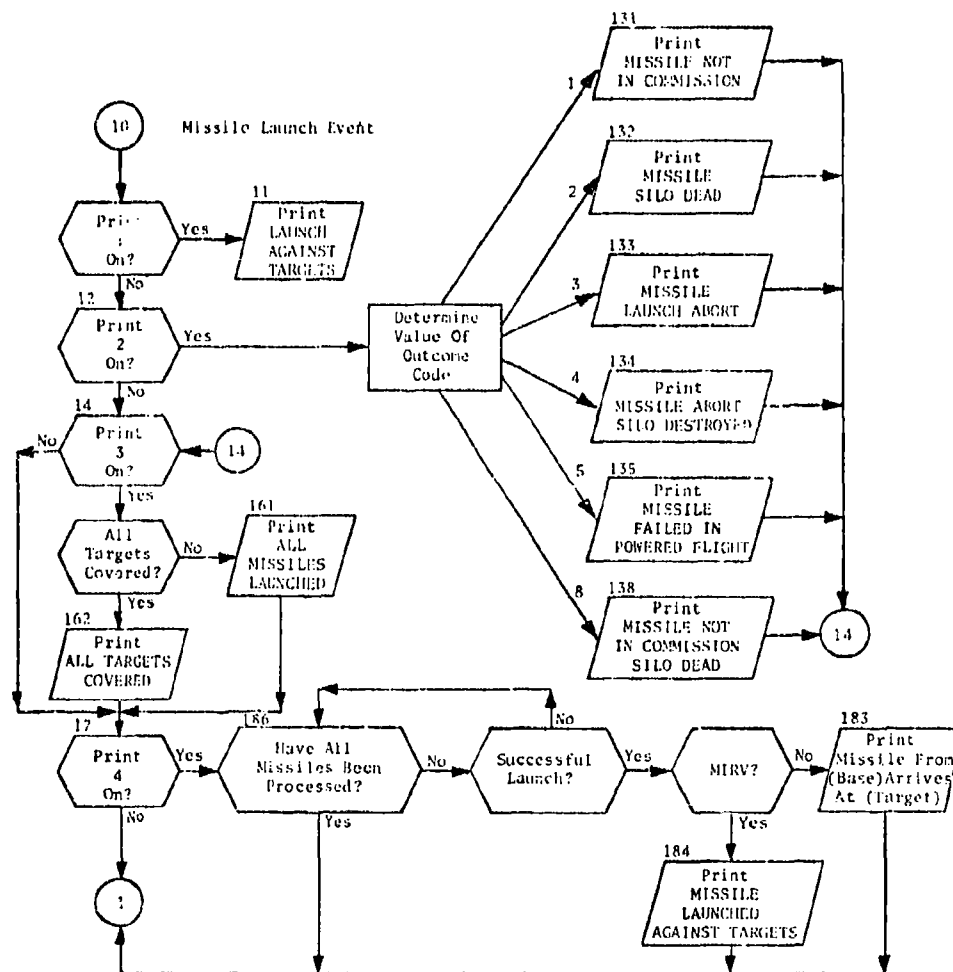 10
Missile Launch Event
Print
1
On?
Yes
No
11
Print
LAUNCH
AGAINST
TARGETS
12
Print
2
On?
Yes
No
Determine
Value Of
Outcome
Code
1
2
3
4
5
8
131
Print
MISSILE NOT
IN COMMISSION
132
Print
MISSILE
SILO DEAD
133
Print
MISSILE
LAUNCH ABORT
134
Print
MISSILE ABORT
SILO DESTROYED
135
Print
MISSILE
FAILED IN
POWERED FLIGHT
138
Print
MISSILE NOT
IN COMMISSION
SILO DEAD
14
14
Print
3
On?
No
Yes
14
All
Targets
Covered?
No
Yes
161
Print
ALL
MISSILES
LAUNCHED
162
Print
ALL TARGETS
COVERED
17
Print
4
On?
Yes
No
186
Have All
Missiles Been
Processed?
No
Yes
Successful
Launch?
No
Yes
MIRV?
No
Yes
183
Print
Missile From
(Base)Arrives
At (Target)
184
Print
MISSILE
LAUNCHED
AGAINST TARGETS
1